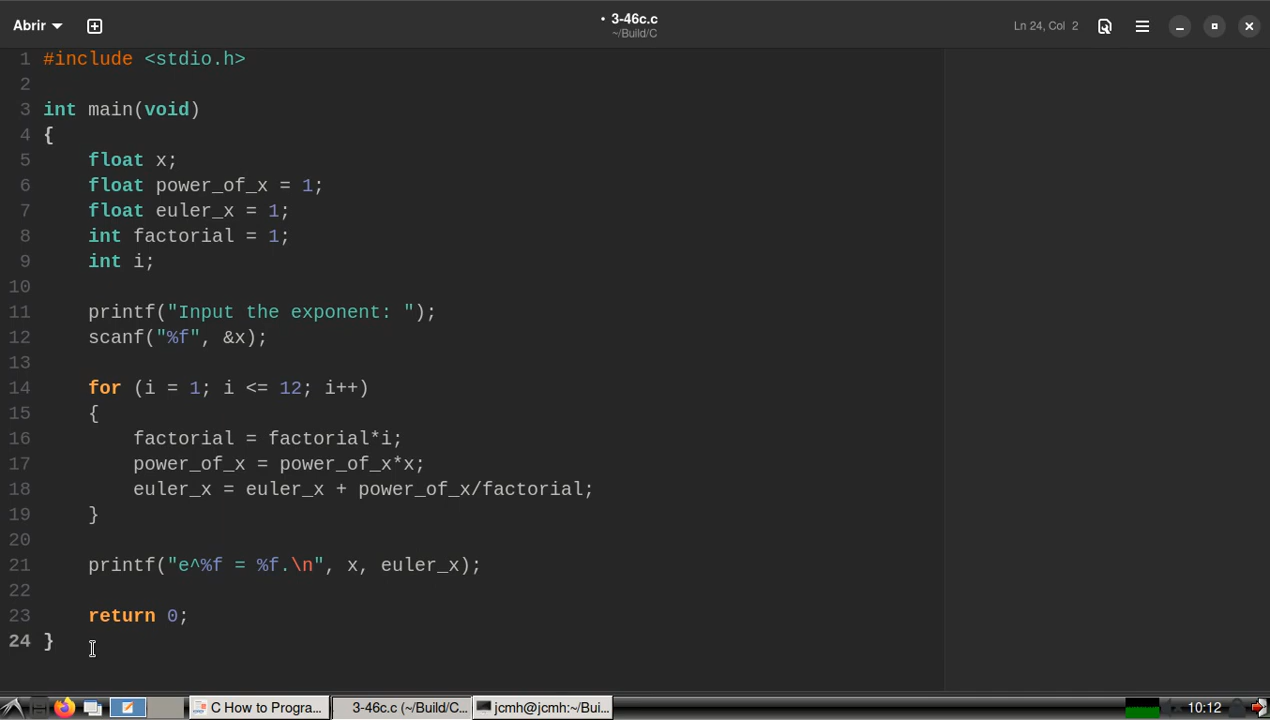 Abrir
• 3-46c.c
~/Build/C
Ln 24, Col 2
1 #include <stdio.h>
2
3 int main(void)
4 {
5 float x;
6 float power_of_x = 1;
7 float euler_x = 1;
8 int factorial = 1;
9 int i;
10
11 printf("Input the exponent: ");
12 scanf("%f", &x);
13
14 for (i = 1; i <= 12; i++)
15 {
16 factorial = factorial*i;
17 power_of_x = power_of_x*x;
18 euler_x = euler_x + power_of_x/factorial;
19 }
20
21 printf("e^%f = %f.\n", x, euler_x);
22
23 return 0;
24 }
C How to Progra...
3-46c.c (~/Build/C...
jcmh@jcmh:~/Bui...
10:12